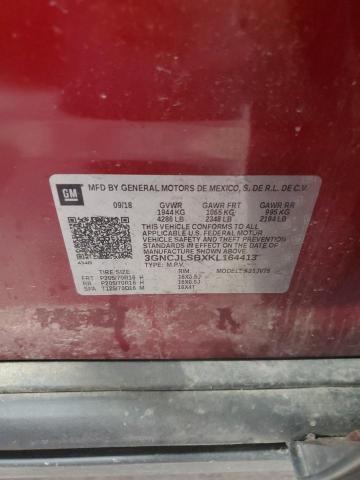 GM
MFD BY GENERAL MOTORS DE MEXICO, S. DE R.L. DE C.V.
09/18 GVWR GAWR FRT GAWR RR
1944 KG 1065 KG 995 KG
4286 LB 2348 LB 2194 LB
THIS VEHICLE CONFORMS TO ALL APPLICABLE
FEDERAL MOTOR VEHICLE SAFETY, BUMPER, AND
THEFT PREVENTION STANDARDS IN EFFECT ON THE
DATE OF MANUFACTURE SHOWN ABOVE.
3GNCJLSBXKL164413
TYPE: M.P.V. MODEL:
TIRE SIZE RIM
FRT P205/70R16 H 16X6.5J
RR P205/70R16 H 16X6.5J
SPA T125/70D16 M 16X4T